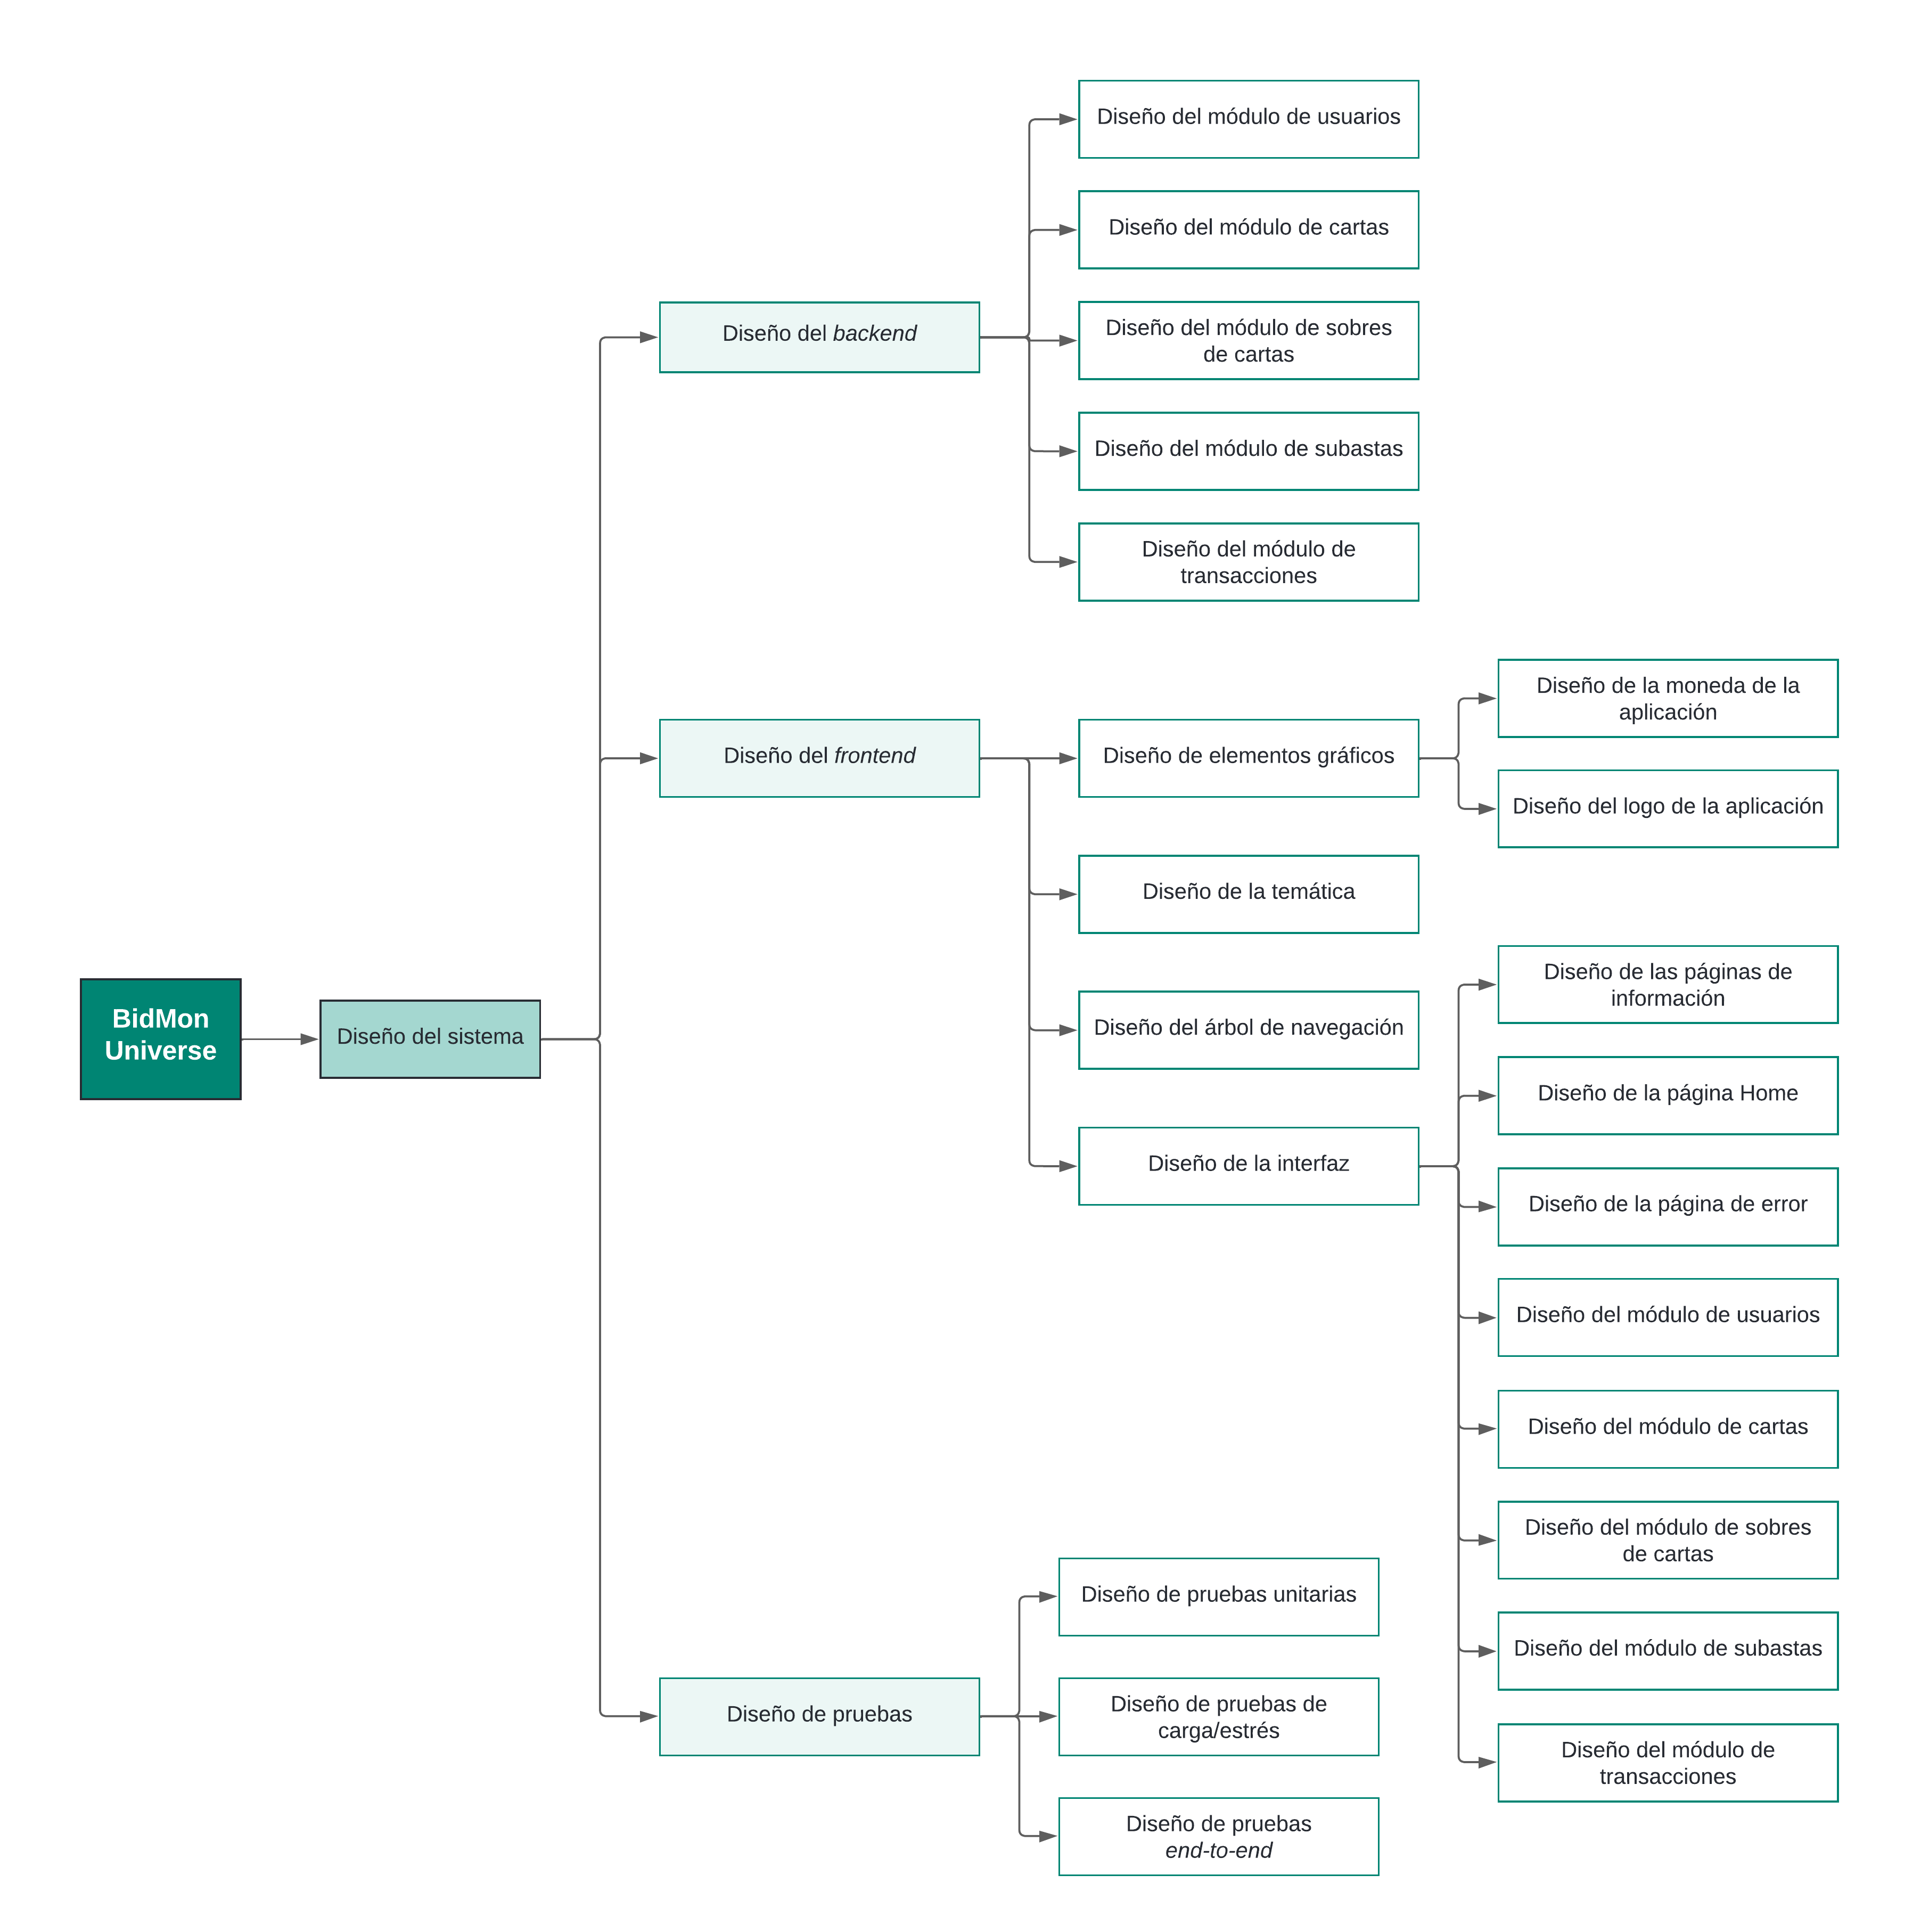 BidMon
Universe
Diseño del sistema
Diseño del backend
Diseño del módulo de usuarios
Diseño del módulo de cartas
Diseño del módulo de sobres
de cartas
Diseño del módulo de subastas
Diseño del módulo de
transacciones
Diseño del frontend
Diseño de elementos gráficos
Diseño de la moneda de la
aplicación
Diseño del logo de la aplicación
Diseño de la temática
Diseño del árbol de navegación
Diseño de la interfaz
Diseño de las páginas de
información
Diseño de la página Home
Diseño de la página de error
Diseño del módulo de usuarios
Diseño del módulo de cartas
Diseño del módulo de sobres
de cartas
Diseño del módulo de subastas
Diseño del módulo de
transacciones
Diseño de pruebas
Diseño de pruebas unitarias
Diseño de pruebas de
carga/estrés
Diseño de pruebas
end-to-end